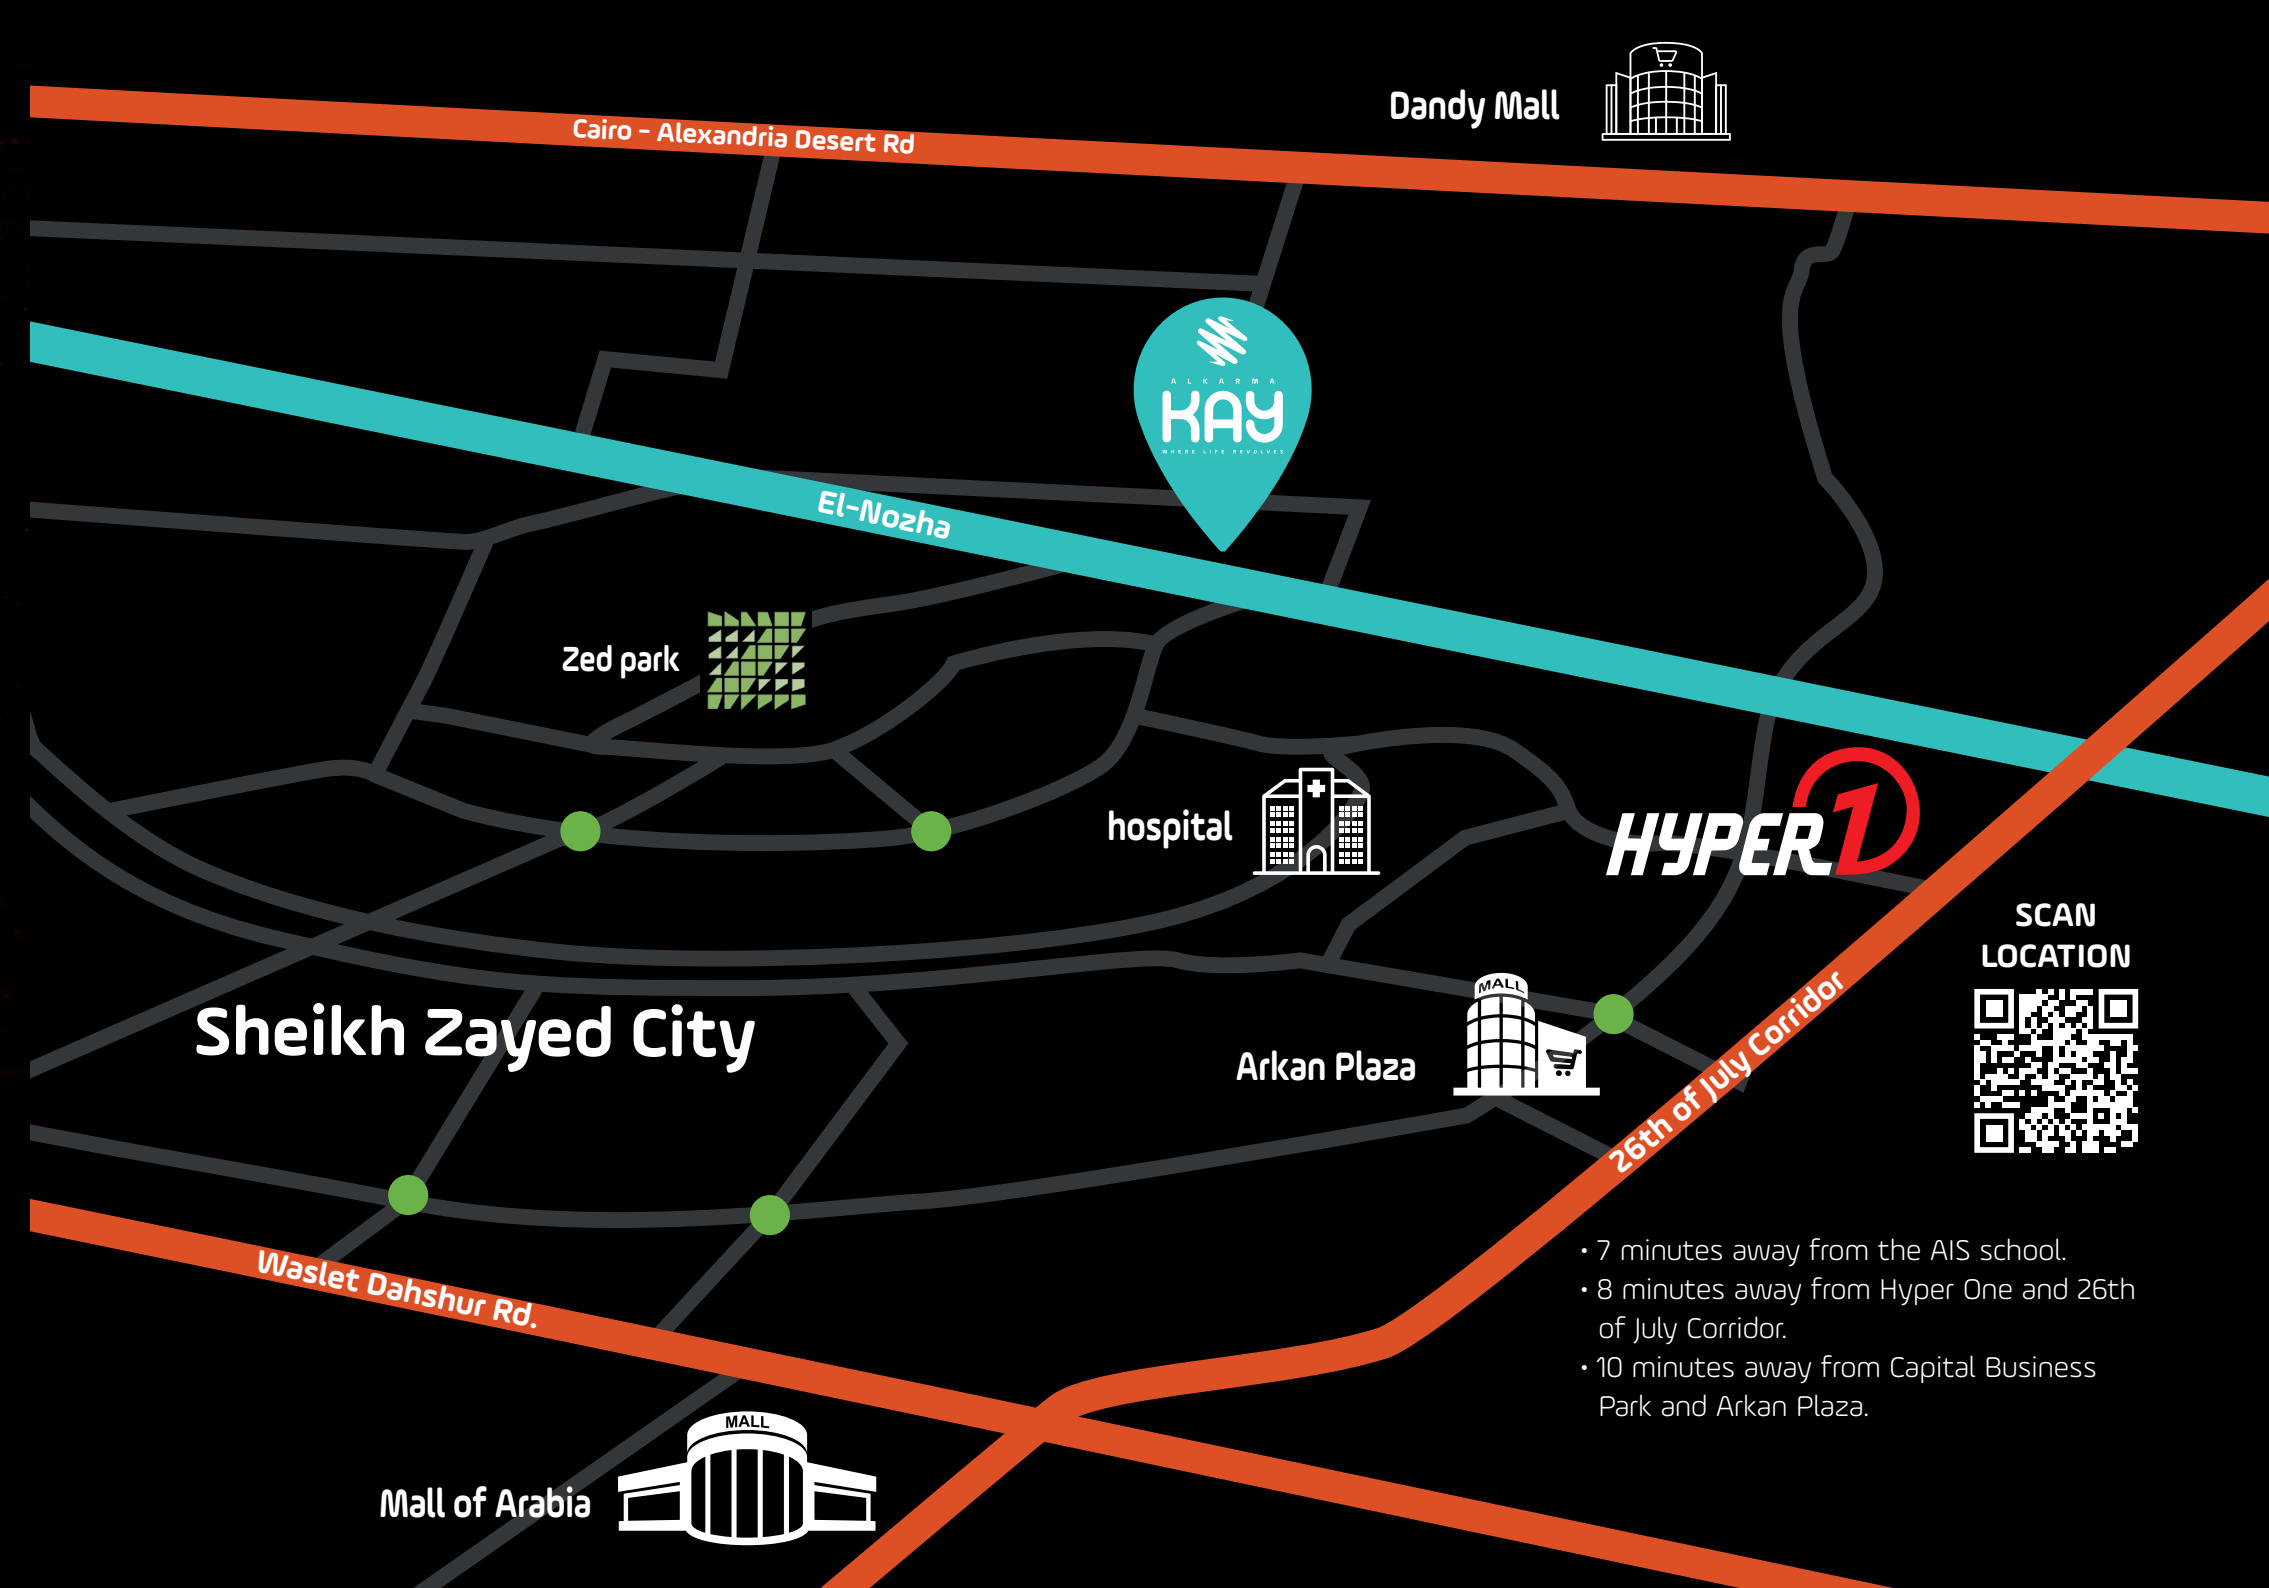 Dandy Mall
Cairo - Alexandria Desert Rd
ALKARMA
KAY
WHERE LIFE REVOLVES
El-Nozha
Zed park
hospital
HYPER1
SCAN
LOCATION
MALL
Sheikh Zayed City
Arkan Plaza
26th of July Corridor
Waslet Dahshur Rd.
• 7 minutes away from the AIS school.
• 8 minutes away from Hyper One and 26th
of July Corridor.
• 10 minutes away from Capital Business
Park and Arkan Plaza.
MALL
Mall of Arabia